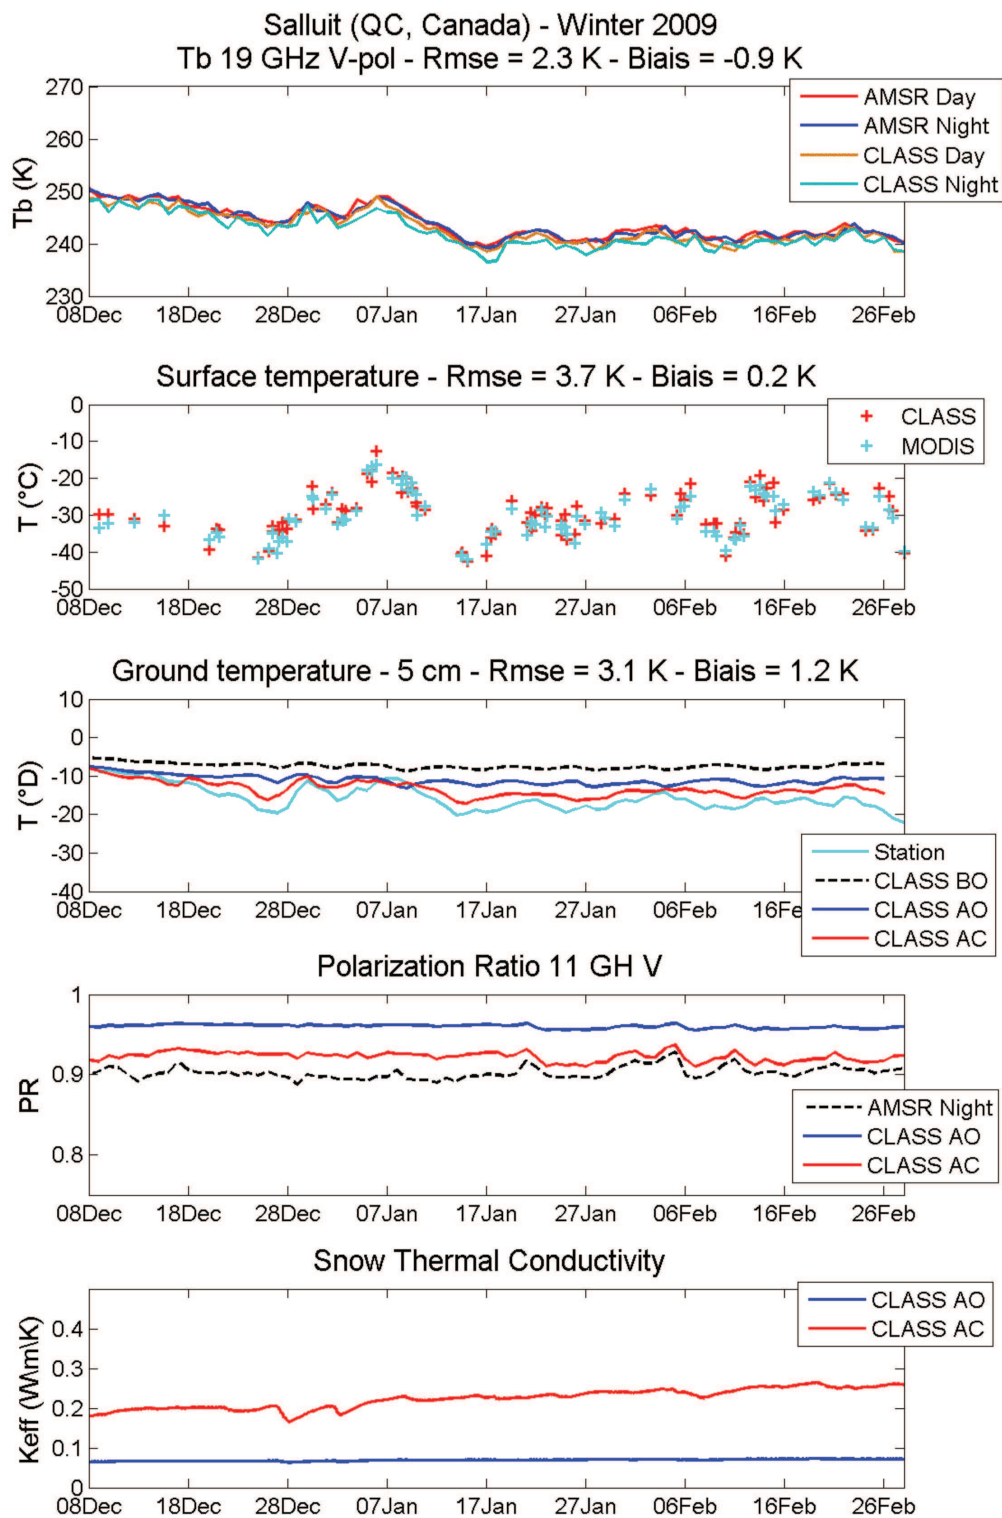 Salluit (QC, Canada) - Winter 2009
Tb 19 GHz V-pol - Rmse = 2.3 K - Biais = -0.9 K
Tb (K)
270
260
250
240
230
AMSR Day
AMSR Night
CLASS Day
CLASS Night
08Dec 18Dec 28Dec 07Jan 17Jan 27Jan 06Feb 16Feb 26Feb
Surface temperature - Rmse = 3.7 K - Biais = 0.2 K
T (°C)
0
-10
-20
-30
-40
-50
CLASS
MODIS
08Dec 18Dec 28Dec 07Jan 17Jan 27Jan 06Feb 16Feb 26Feb
Ground temperature - 5 cm - Rmse = 3.1 K - Biais = 1.2 K
T (°D)
10
0
-10
-20
-30
-40
Station
CLASS BO
CLASS AO
CLASS AC
08Dec 18Dec 28Dec 07Jan 17Jan 27Jan 06Feb 16Fe
Polarization Ratio 11 GH V
PR
1
0.9
0.8
AMSR Night
CLASS AO
CLASS AC
08Dec 18Dec 28Dec 07Jan 17Jan 27Jan 06Feb 16Feb 26Feb
Snow Thermal Conductivity
Keff (W\m\K)
0.4
0.3
0.2
0.1
0
CLASS AO
CLASS AC
08Dec 18Dec 28Dec 07Jan 17Jan 27Jan 06Feb 16Feb 26Feb